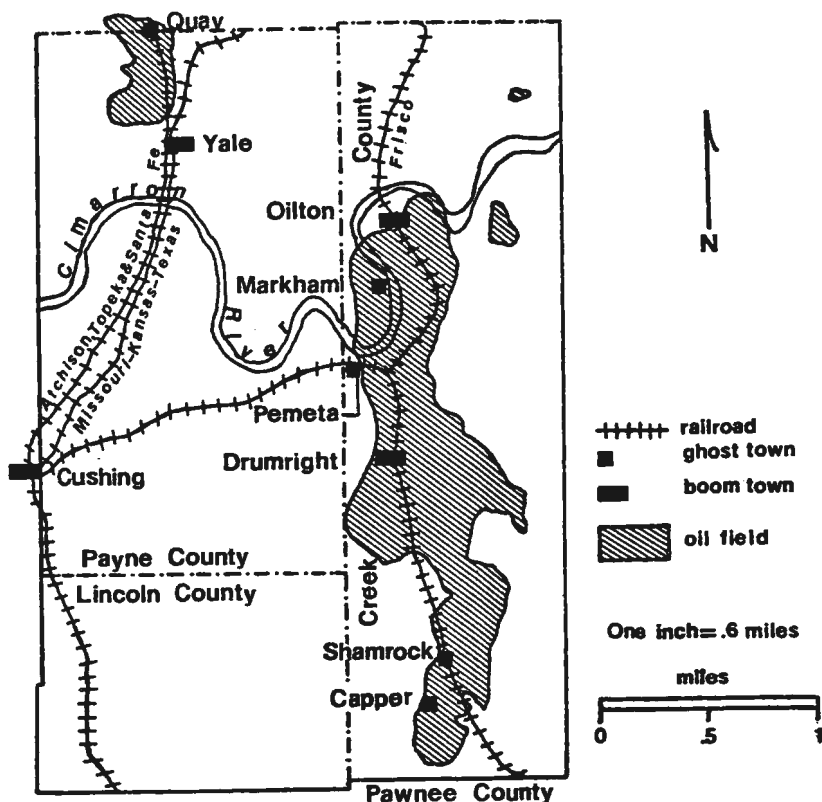 Quay
Yale
Fe
Cimarron
River
Atchison, Topeka & Santa
Missouri-Kansas-Texas
County
Frisco
Oilton
Markham
Pemeta
Drumright
Cushing
Payne County
Lincoln County
Creek
Shamrock
Capper
Pawnee County
N
railroad
ghost town
boom town
oil field
One inch=.6 miles
miles
0 .5 1